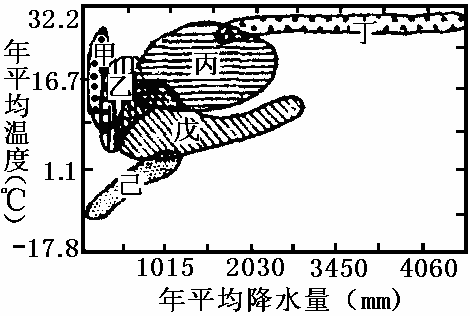 32.2
16.7
1.1
-17.8
年平均温度(℃)
甲
乙
丙
丁
戊
己
1015
2030
3450
4060
年平均降水量（mm）